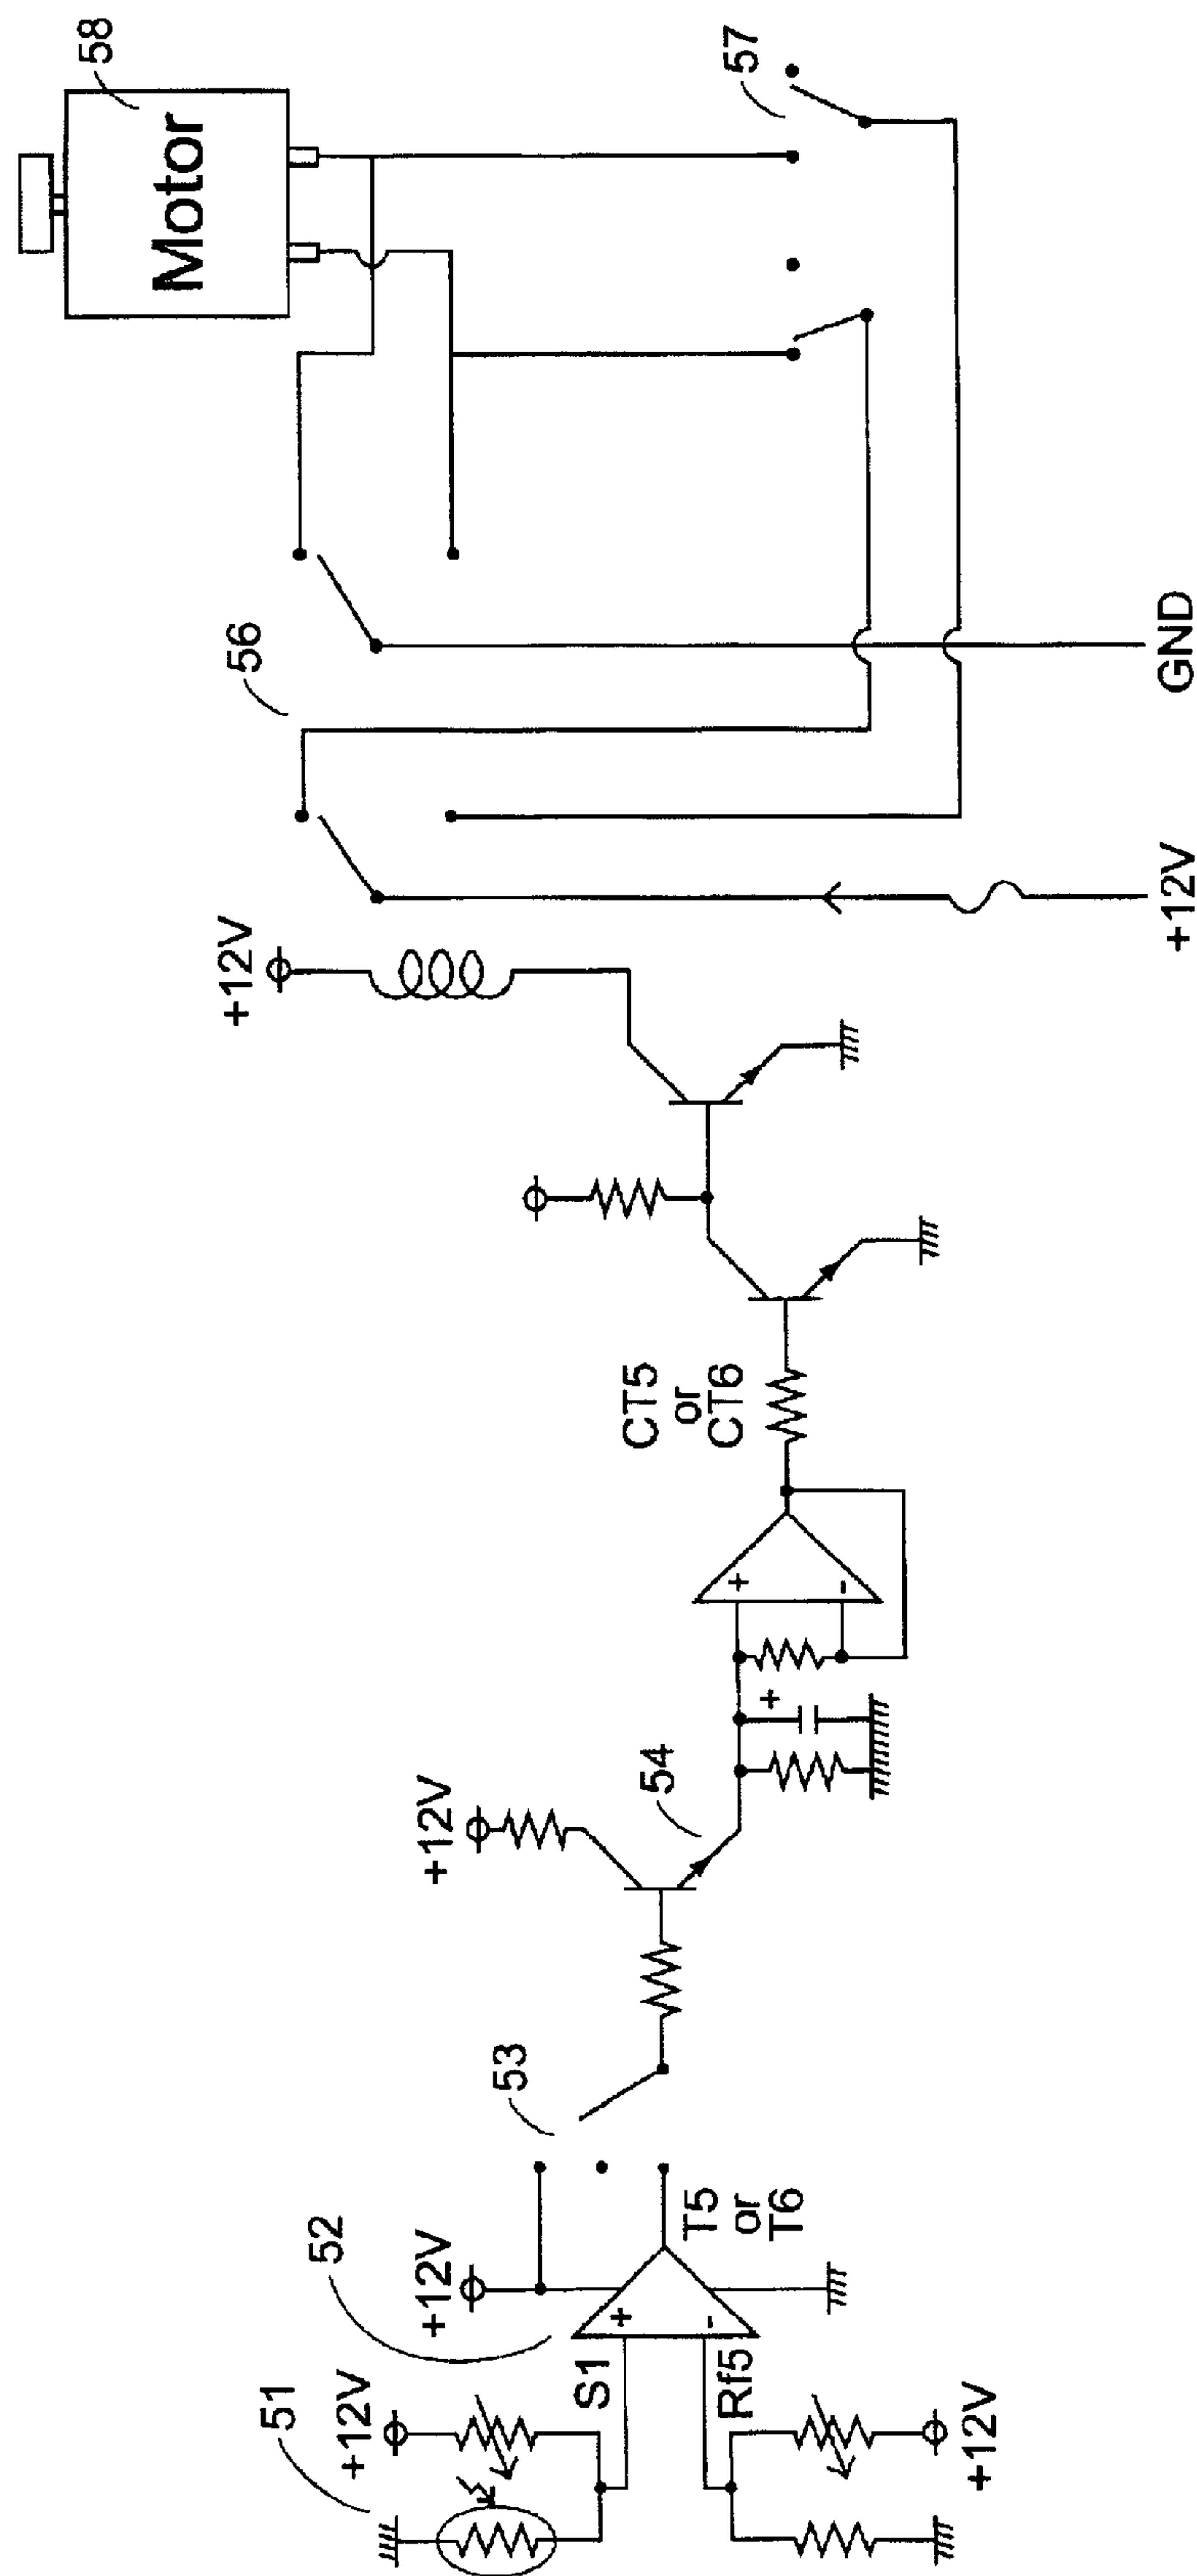 51
+12V
S1
Rf5
+12V
52
+12V
+
-
T5
or
T6
53
+12V
54
+
+
-
CT5
or
CT6
+12V
56
+12V
GND
57
58
Motor